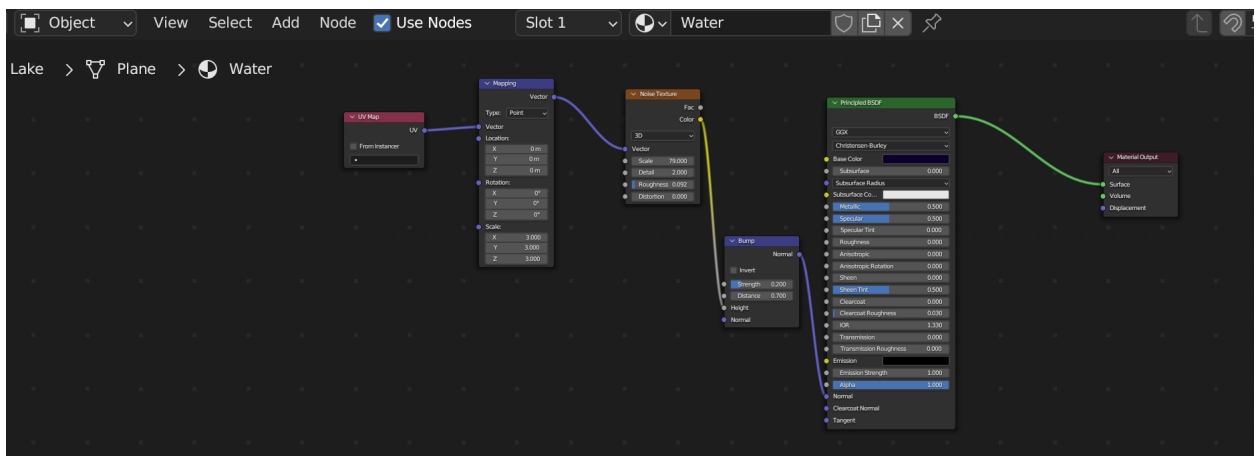 Object View Select Add Node Use Nodes Slot 1 Water
Lake > Plane > Water
UV Map
UV
From Instancer
Mapping
Vector
Type: Point
Vector
Location:
X 0 m
Y 0 m
Z 0 m
Rotation:
X 0°
Y 0°
Z 0°
Scale:
X 3.000
Y 3.000
Z 3.000
Noise Texture
Fac
Color
3D
Vector
Scale 79.000
Detail 2.000
Roughness 0.092
Distortion 0.000
Bump
Normal
Invert
Strength 0.200
Distance 0.700
Height
Normal
Principled BSDF
BSDF
GGX
Christensen-Burley
Base Color
Subsurface 0.000
Subsurface Radius
Subsurface Co...
Metallic 0.500
Specular 0.500
Specular Tint 0.000
Roughness 0.000
Anisotropic 0.000
Anisotropic Rotation 0.000
Sheen 0.000
Sheen Tint 0.500
Clearcoat 0.000
Clearcoat Roughness 0.030
IOR 1.330
Transmission 0.000
Transmission Roughness 0.000
Emission
Emission Strength 1.000
Alpha 1.000
Normal
Clearcoat Normal
Tangent
Material Output
All
Surface
Volume
Displacement